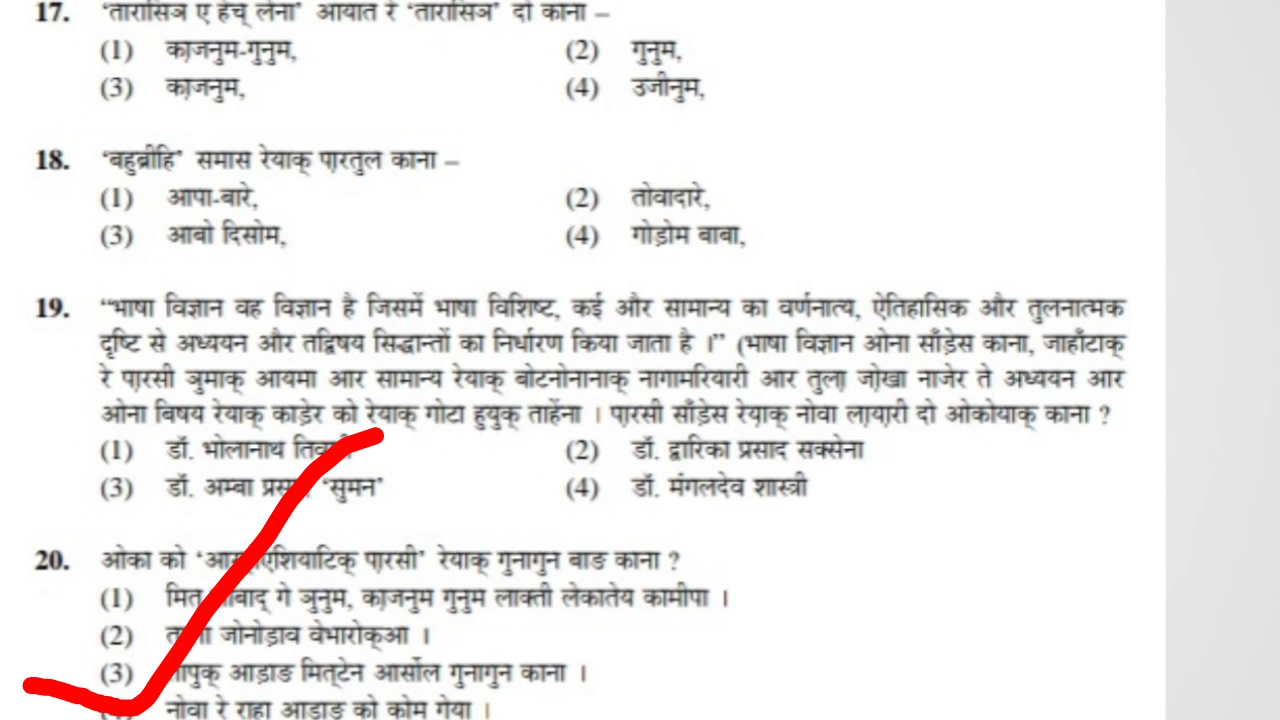 17. 'तारासिञ ए हेच् लेना' आयात रे 'तारासिञ' दो काना –
(1) का़जनुम-गुनुम, (2) गुनुम,
(3) का़जनुम, (4) उजीनुम,
18. 'बहुब्रीहि' समास रेयाक् पा़रतुल काना –
(1) आपा-बारे, (2) तोवादारे,
(3) आबो दिसोम, (4) गोड़ोम बाबा,
19. "भाषा विज्ञान वह विज्ञान है जिसमें भाषा विशिष्ट, कई और सामान्य का वर्णनात्य, ऐतिहासिक और तुलनात्मक
दृष्टि से अध्ययन और तद्विषय सिद्धान्तों का निर्धारण किया जाता है ।" (भाषा विज्ञान ओना साँड़ेस काना, जाहाँटाक्
रे पा़रसी ञुमाक् आयमा आर सामान्य रेयाक् बोटनोनानाक् नागामरियारी आर तुला़ जो़खा नाजेर ते अध्ययन आर
ओना बिषय रेयाक् काड़ेर को रेयाक् गोटा हुयुक् ताहेंना । पा़रसी साँड़ेस रेया़क् नोवा ला़या़री दो ओकोयाक् काना ?
(1) डॉ. भोलानाथ (2) डॉ. द्वारिका प्रसाद सक्सेना
(3) डॉ. अम्बा 'सुमन' (4) डॉ. मंगलदेव शास्त्री
20. ओका को पा़रसी' रेयाक् गुनागुन बाङ काना ?
(1) गे ञुनुम, का़जनुम गुनुम लाक्ती लेकातेय कामीपा ।
(2) जोनोड़ाव वेभारोक्आ ।
(3) आड़ाङ मित्टेन आर्सोल गुनागुन काना ।
नोवा रे राहा आड़ाङ को कोम गेया ।